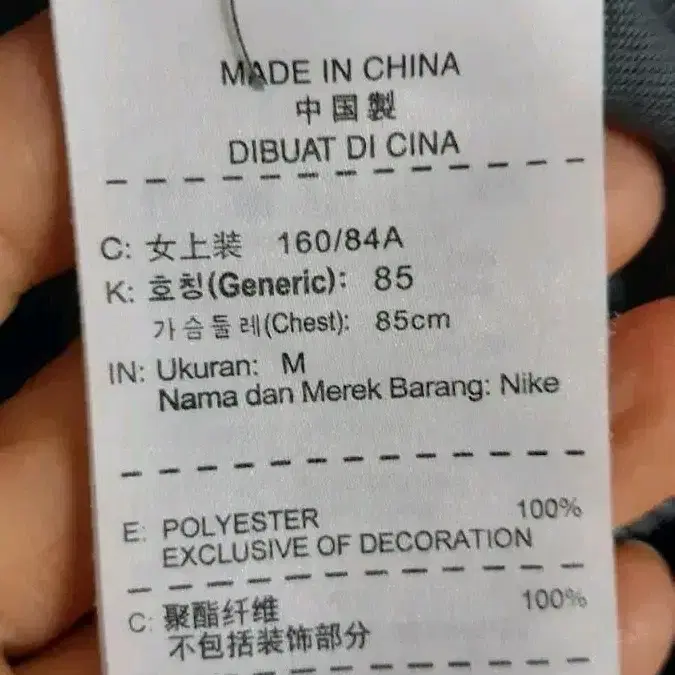 MADE IN CHINA
中国製
DIBUAT DI CINA
C: 女上装 160/84A
K: 호칭(Generic): 85
가슴둘레(Chest): 85cm
IN: Ukuran: M
Nama dan Merek Barang: Nike
E: POLYESTER 100%
EXCLUSIVE OF DECORATION
C: 聚酯纤维 100%
不包括装饰部分